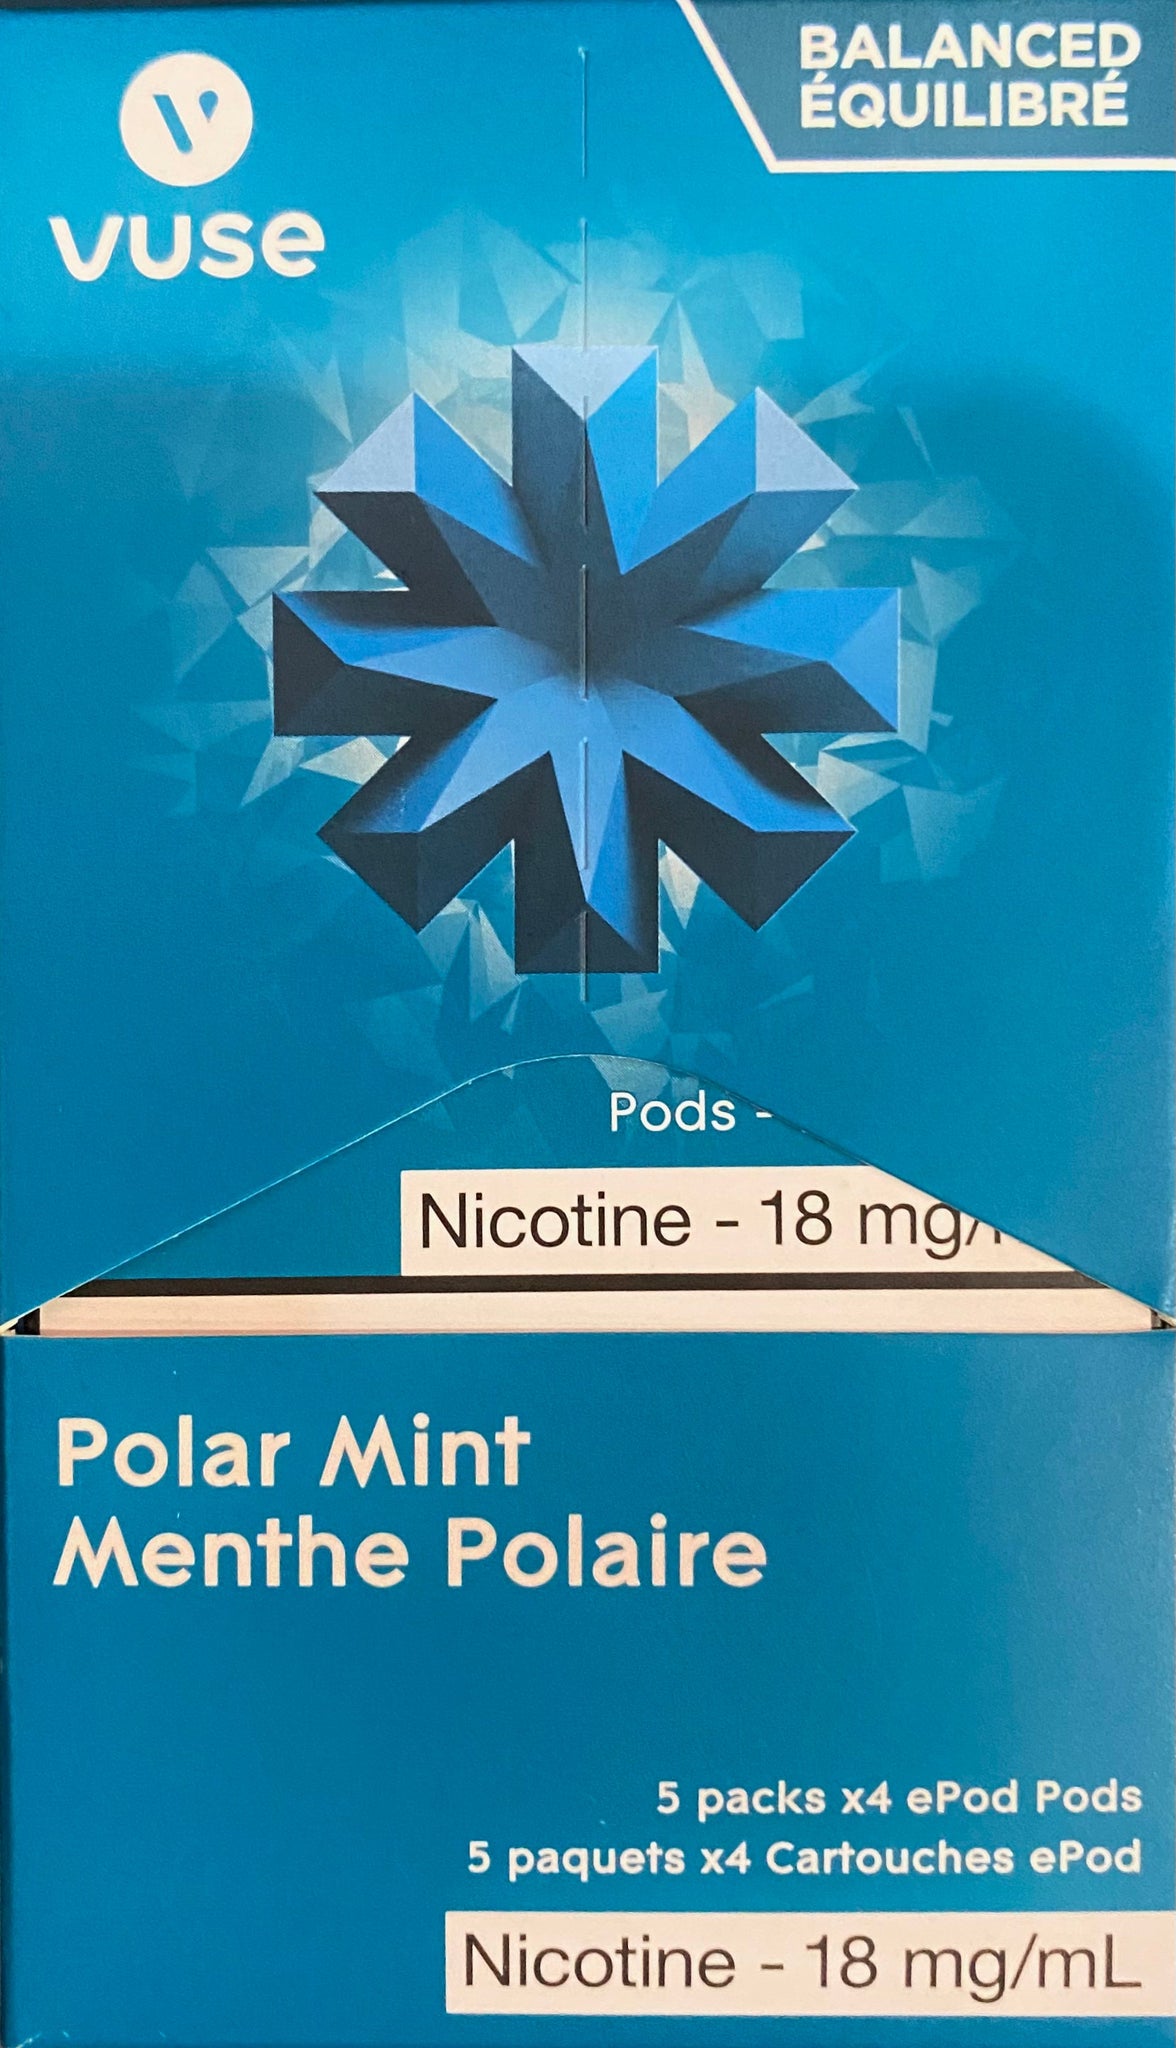 BALANCED
ÉQUILIBRÉ
vuse
Pods -
Nicotine - 18 mg/
Polar Mint
Menthe Polaire
5 packs x4 ePod Pods
5 paquets x4 Cartouches ePod
Nicotine - 18 mg/mL